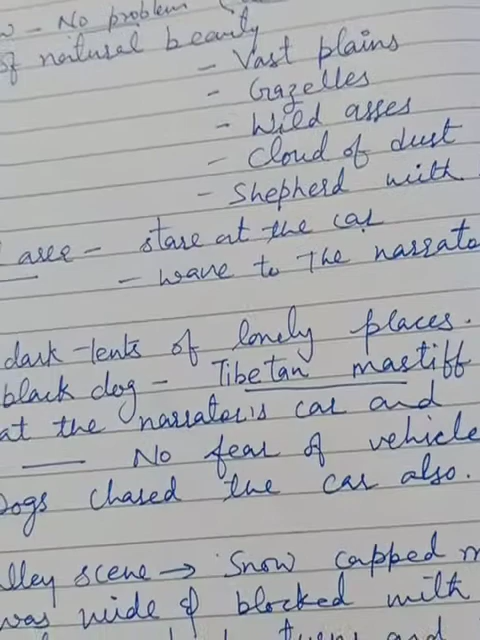 - No problem
of natural beauty
- Vast plains
- Gazelles
- Wild asses
- Cloud of dust
- Shepherd with
area - stare at the car
- wave to The narrato
dark tents of lonely places.
black dog - Tibetan mastiff
at the narrator's car and
No fear of vehicle
Dogs chased the car also.
lley scene → Snow capped m
was wide & blocked with